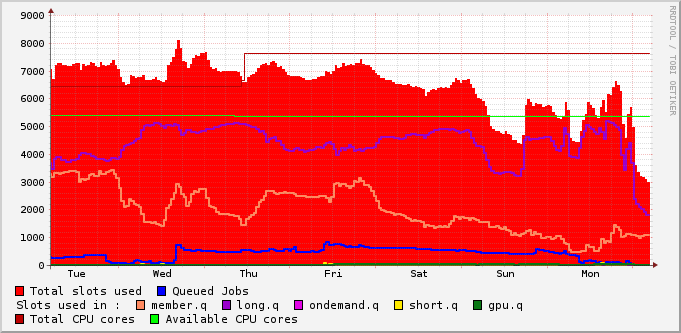 9000
8000
7000
6000
5000
4000
3000
2000
1000
0
Tue Wed Thu Fri Sat Sun Mon
RRDTOOL / TOBI OETIKER
Total slots used Queued Jobs
Slots used in : member.q long.q ondemand.q short.q gpu.q
Total CPU cores Available CPU cores